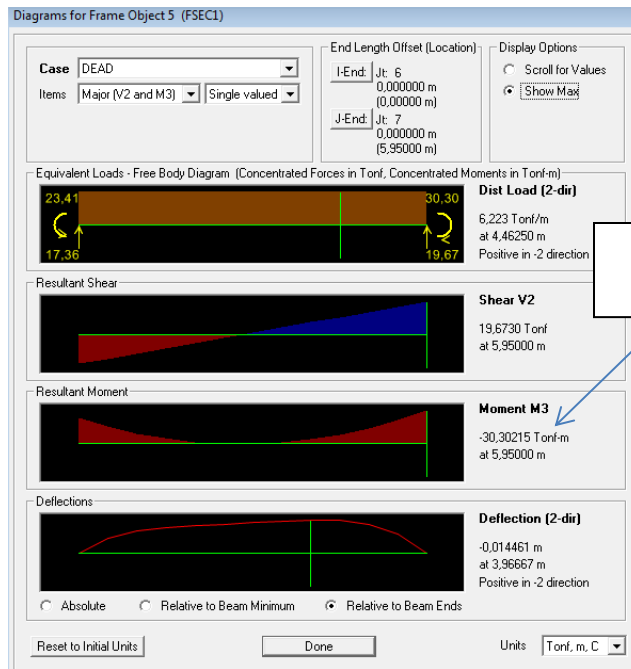 Diagrams for Frame Object 5 (FSEC1)
Case DEAD
Items Major (V2 and M3) Single valued
End Length Offset (Location)
I-End: Jt: 6
0,000000 m
(0,00000 m)
J-End: Jt: 7
0,000000 m
(5,95000 m)
Display Options
Scroll for Values
Show Max
Equivalent Loads - Free Body Diagram (Concentrated Forces in Tonf, Concentrated Moments in Tonf-m)
23,41 30,30
17,36 19,67
Dist Load (2-dir)
6,223 Tonf/m
at 4,46250 m
Positive in -2 direction
Resultant Shear
Shear V2
19,6730 Tonf
at 5,95000 m
Resultant Moment
Moment M3
-30,30215 Tonf-m
at 5,95000 m
Deflections
Deflection (2-dir)
-0,014461 m
at 3,96667 m
Positive in -2 direction
Absolute Relative to Beam Minimum Relative to Beam Ends
Reset to Initial Units Done Units Tonf, m, C